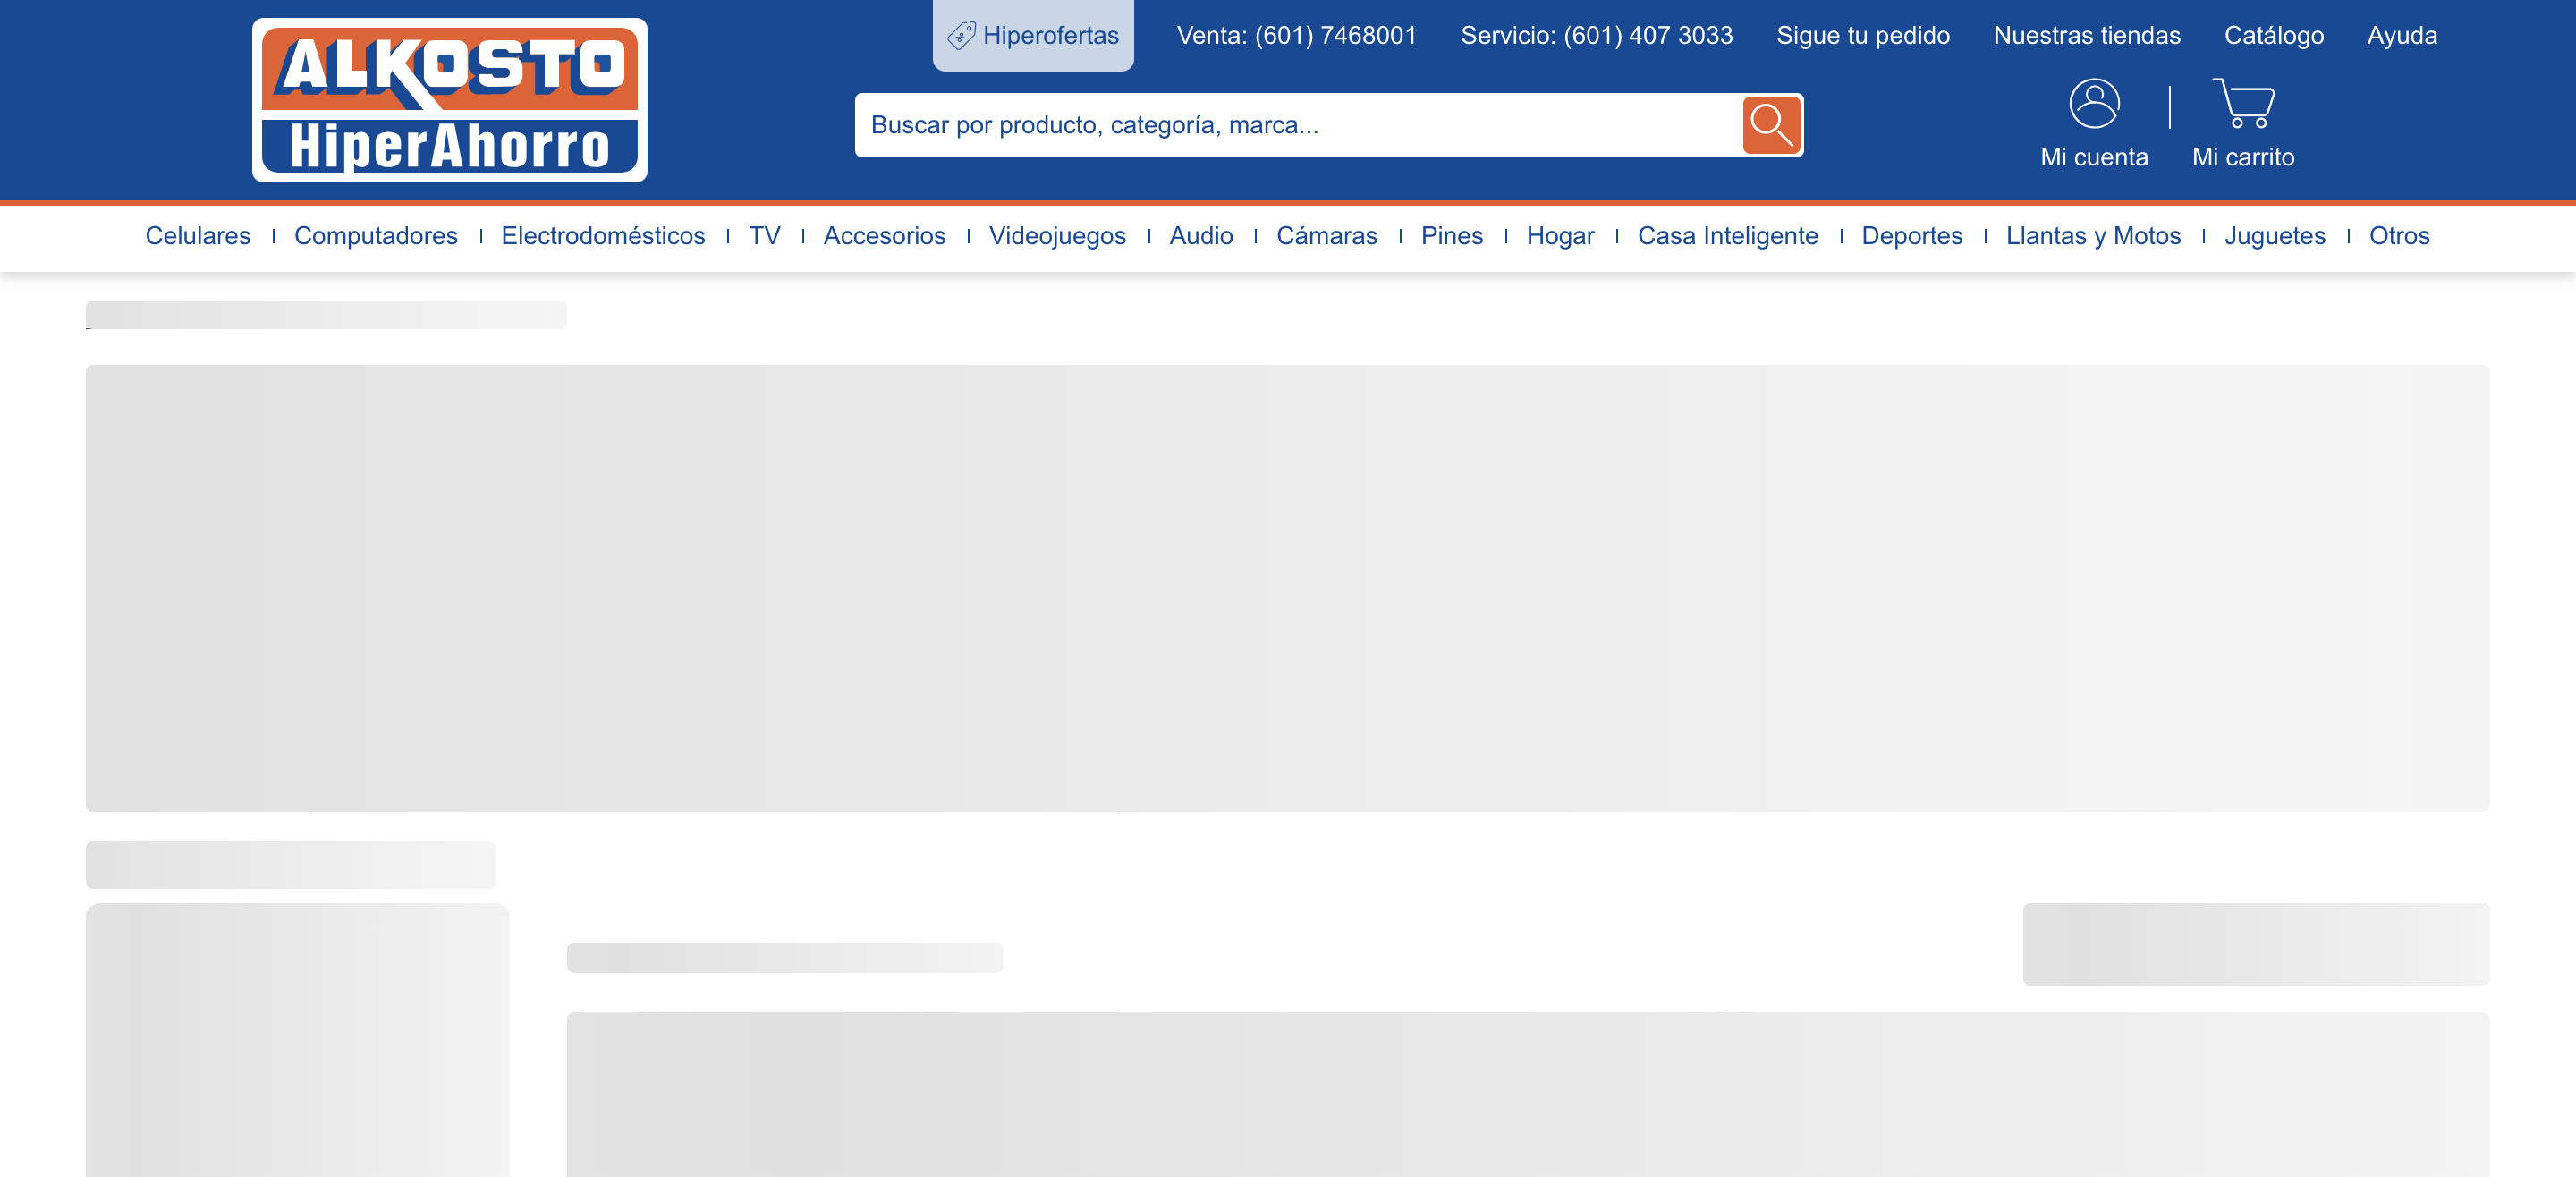 ALKOSTO
HiperAhorro
Hiperofertas
Venta: (601) 7468001
Servicio: (601) 407 3033
Sigue tu pedido
Nuestras tiendas
Catálogo
Ayuda
Buscar por producto, categoría, marca...
Mi cuenta
Mi carrito
Celulares
Computadores
Electrodomésticos
TV
Accesorios
Videojuegos
Audio
Cámaras
Pines
Hogar
Casa Inteligente
Deportes
Llantas y Motos
Juguetes
Otros